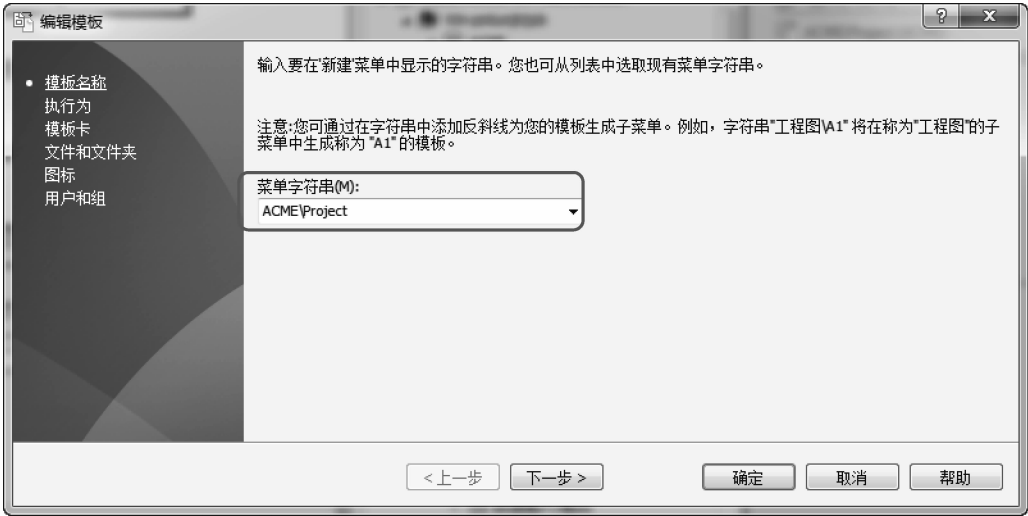 编辑模板
?
X
模板名称
执行为
模板卡
文件和文件夹
图标
用户和组
输入要在'新建'菜单中显示的字符串。您也可从列表中选取现有菜单字符串。
注意:您可通过在字符串中添加反斜线为您的模板生成子菜单。例如，字符串"工程图\A1" 将在称为"工程图"的子
菜单中生成称为 "A1" 的模板。
菜单字符串(M):
ACME\Project
<上一步
下一步 >
确定
取消
帮助